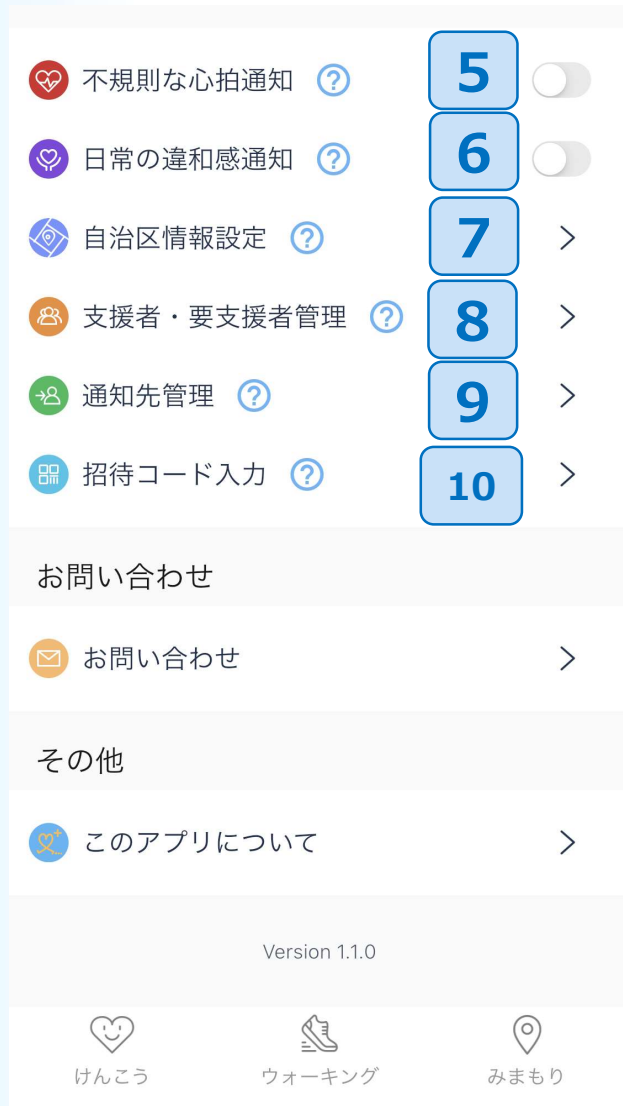 不規則な心拍通知 ? 5
日常の違和感通知 ? 6
自治区情報設定 ? 7
支援者・要支援者管理 ? 8
通知先管理 ? 9
招待コード入力 ? 10
お問い合わせ
お問い合わせ
その他
このアプリについて
Version 1.1.0
けんこう ウォーキング みまもり